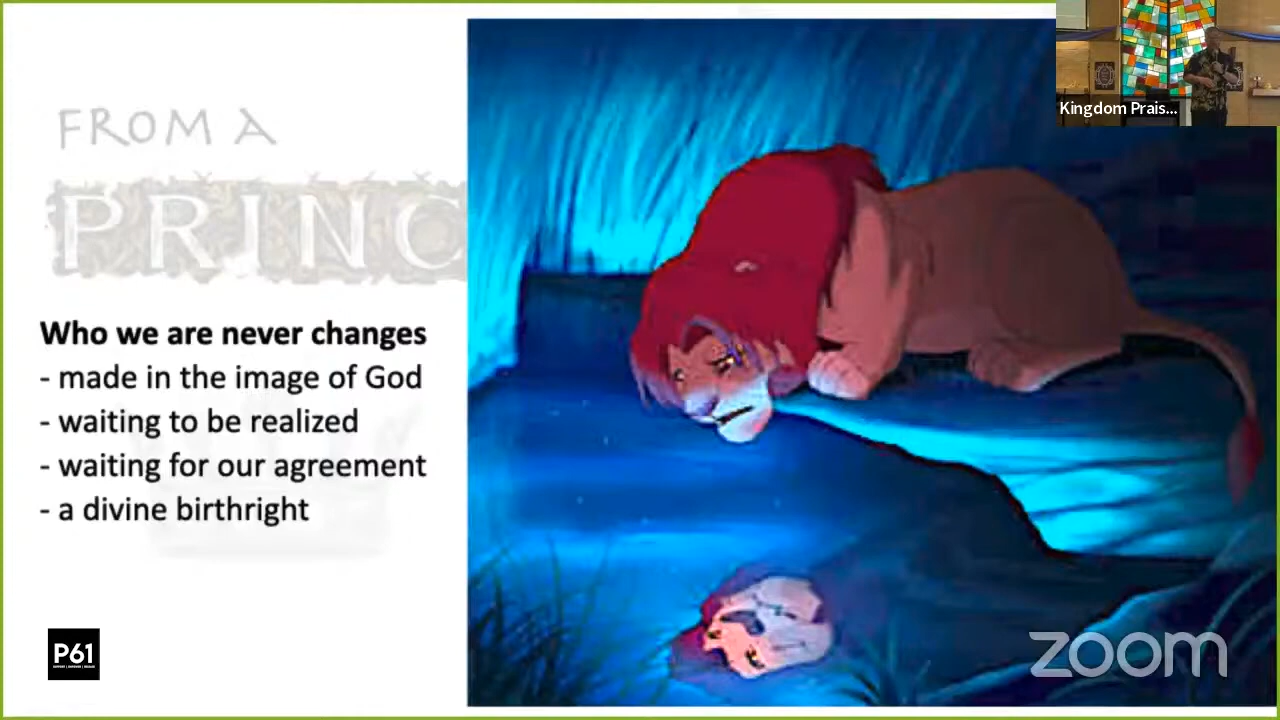 FROM A
PRINC
Who we are never changes
- made in the image of God
- waiting to be realized
- waiting for our agreement
- a divine birthright
P61
Kingdom Prais...
zoom